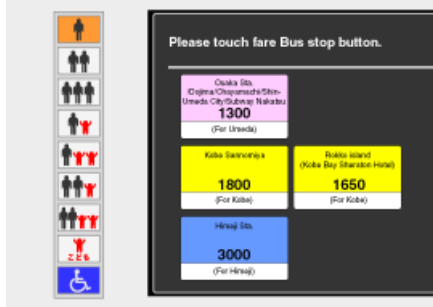 Please touch fare Bus stop button.
Osaka Sta.
(Dojima/Chayamachi/Shin-
Umeda City/Subway Nakatsu
1300
(For Umeda)
Kobe Sannomiya
1800
(For Kobe)
Rokko island
(Kobe Bay Sheraton Hotel)
1650
(For Kobe)
Himeji Sta.
3000
(For Himeji)
こども